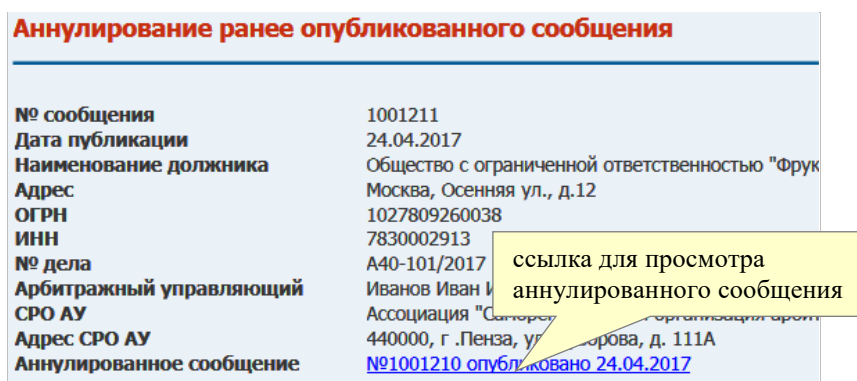 Аннулирование ранее опубликованного сообщения
№ сообщения 1001211
Дата публикации 24.04.2017
Наименование должника Общество с ограниченной ответственностью "Фрук
Адрес Москва, Осенняя ул., д.12
ОГРН 1027809260038
ИНН 7830002913
№ дела А40-101/2017
Арбитражный управляющий Иванов Иван
СРО АУ Ассоциация
Адрес СРО АУ 440000, г .Пенза, д. 111А
Аннулированное сообщение №1001210 опубликовано 24.04.2017
ссылка для просмотра
аннулированного сообщения